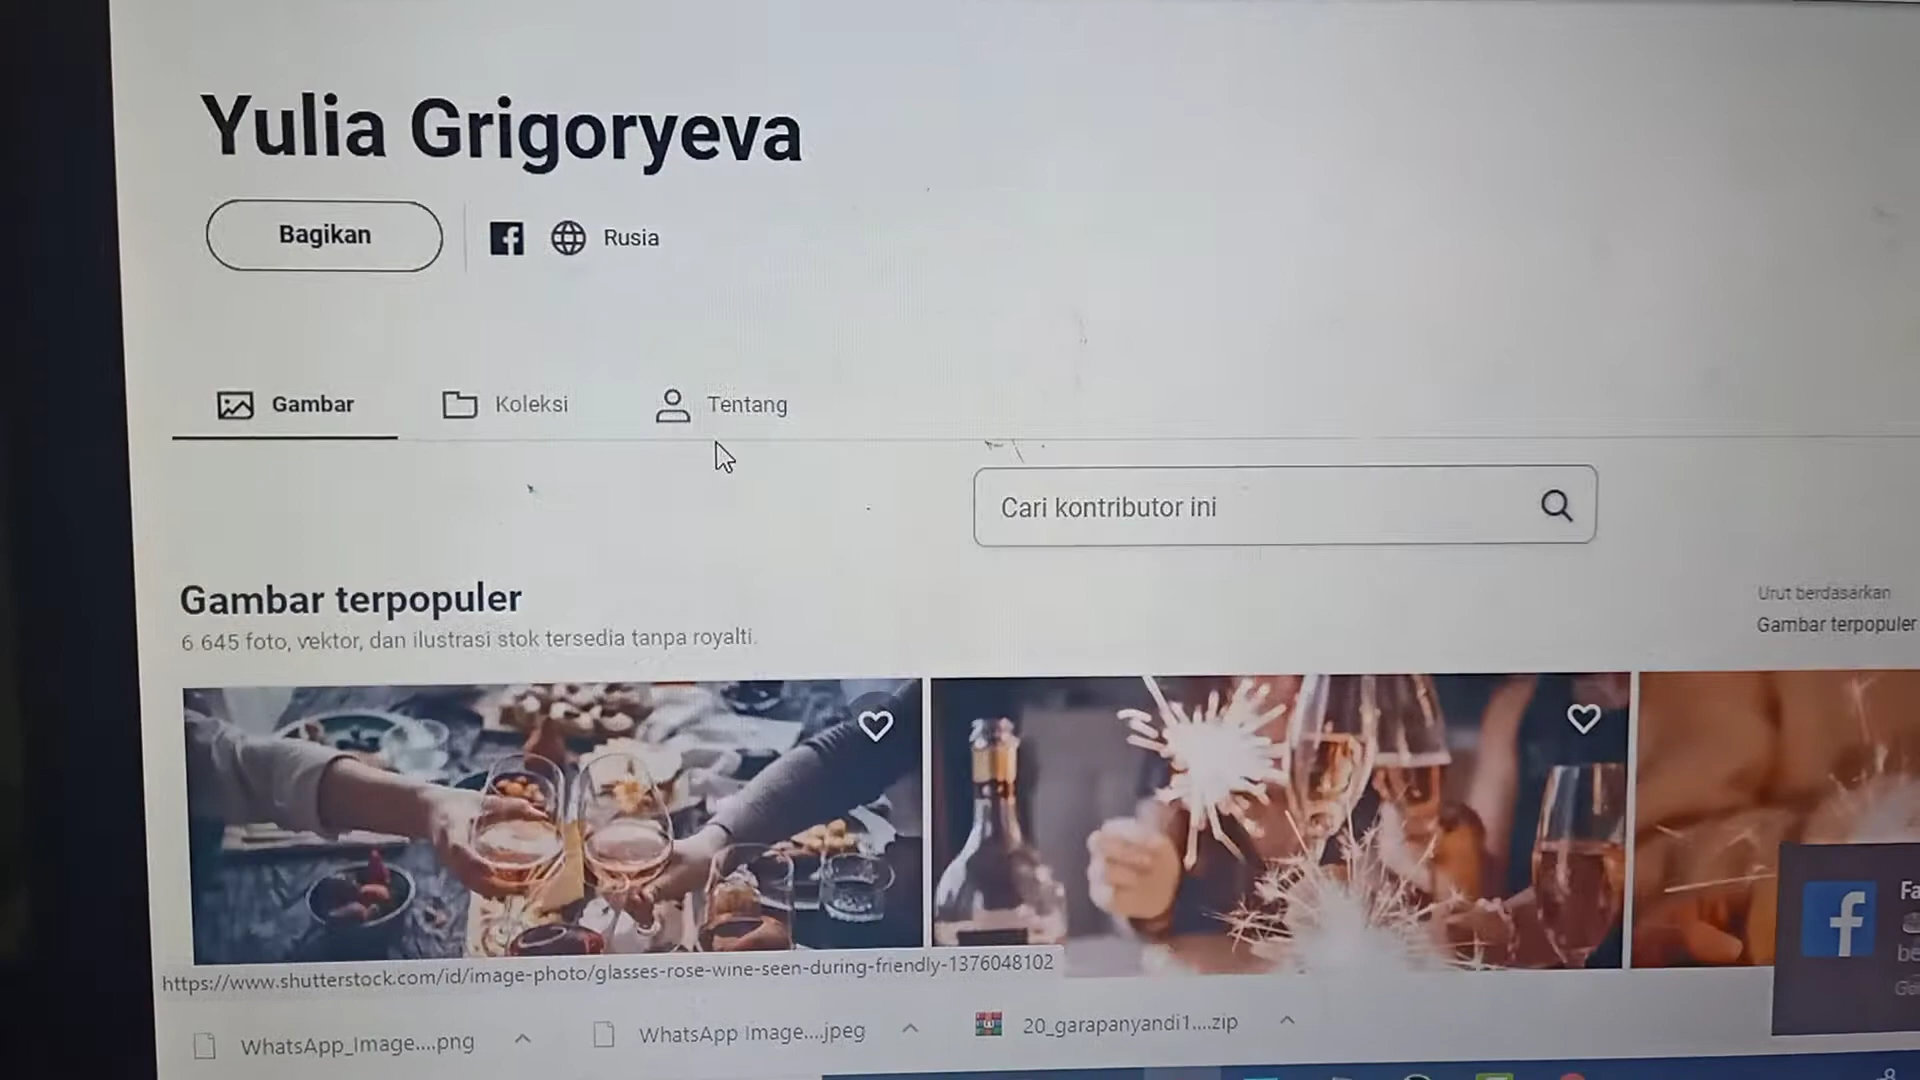 Yulia Grigoryeva
Bagikan
Rusia
Gambar
Koleksi
Tentang
Cari kontributor ini
Gambar terpopuler
6.645 foto, vektor, dan ilustrasi stok tersedia tanpa royalti.
Urut berdasarkan
Gambar terpopuler
Fa
be
https://www.shutterstock.com/id/image-photo/glasses-rose-wine-seen-during-friendly-1376048102
WhatsApp_Image....png
WhatsApp Image....jpeg
20_garapanyandi1....zip